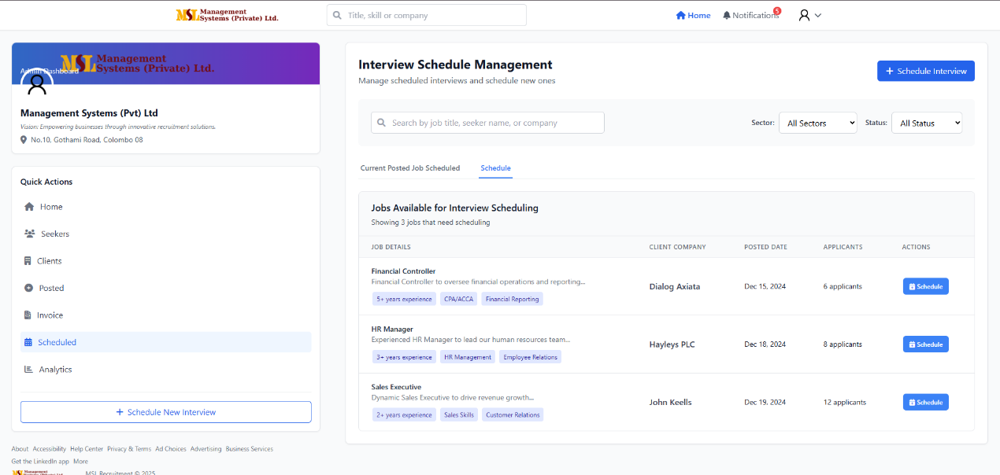 MSL Management
Systems (Private) Ltd.
Title, skill or company
Home
Notifications
5
Admin Dashboard
MSL Management
Systems (Private) Ltd.
Management Systems (Pvt) Ltd
Vision: Empowering businesses through innovative recruitment solutions.
No.10, Gothami Road, Colombo 08
Quick Actions
Home
Seekers
Clients
Posted
Invoice
Scheduled
Analytics
+ Schedule New Interview
About Accessibility Help Center Privacy & Terms Ad Choices Advertising Business Services
Get the LinkedIn app More
MSL Management
Systems (Private) Ltd.
MSL Recruitment © 2025
Interview Schedule Management
Manage scheduled interviews and schedule new ones
+ Schedule Interview
Search by job title, seeker name, or company
Sector: All Sectors Status: All Status
Current Posted Job Scheduled Schedule
Jobs Available for Interview Scheduling
Showing 3 jobs that need scheduling
JOB DETAILS CLIENT COMPANY POSTED DATE APPLICANTS ACTIONS
Financial Controller
Financial Controller to oversee financial operations and reporting...
5+ years experience CPA/ACCA Financial Reporting
Dialog Axiata Dec 15, 2024 6 applicants Schedule
HR Manager
Experienced HR Manager to lead our human resources team...
3+ years experience HR Management Employee Relations
Hayleys PLC Dec 18, 2024 8 applicants Schedule
Sales Executive
Dynamic Sales Executive to drive revenue growth...
2+ years experience Sales Skills Customer Relations
John Keells Dec 19, 2024 12 applicants Schedule